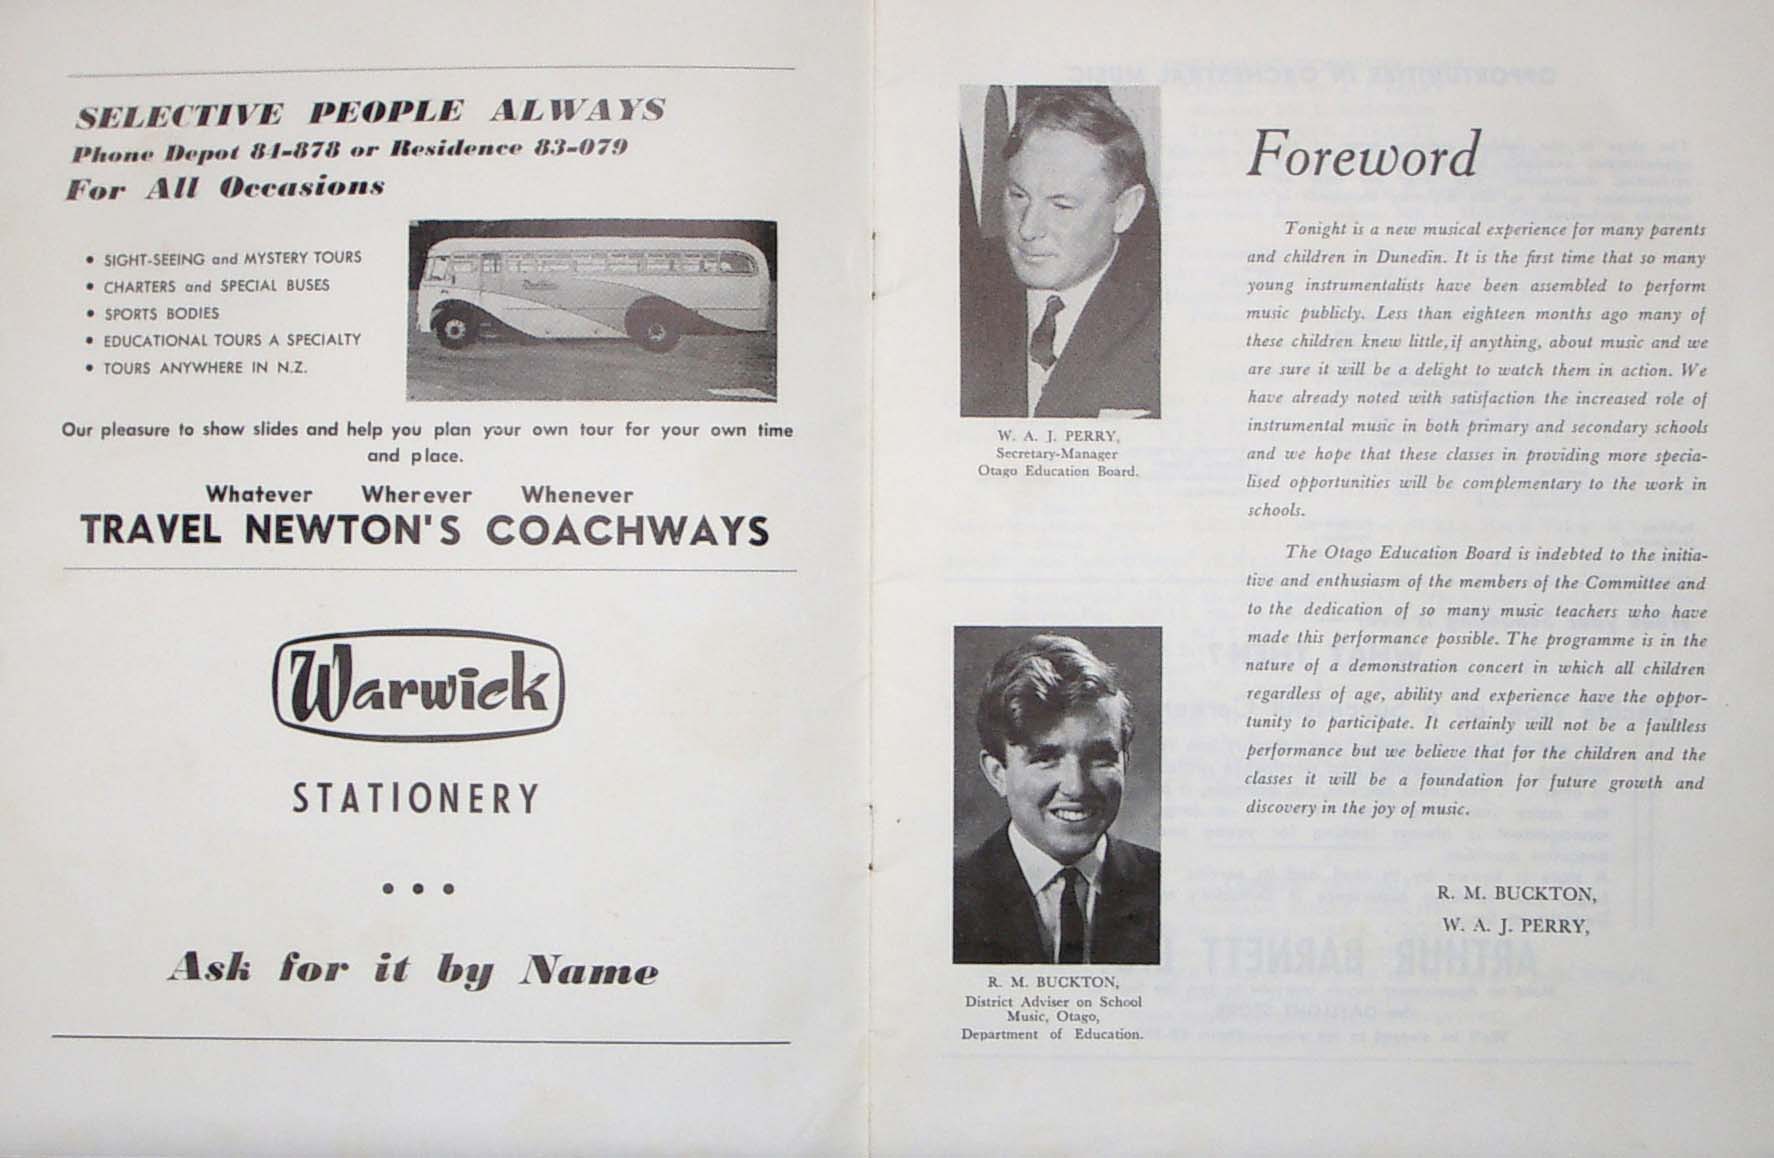 SELECTIVE PEOPLE ALWAYS
Phone Depot 84-878 or Residence 83-079
For All Occasions
• SIGHT-SEEING and MYSTERY TOURS
• CHARTERS and SPECIAL BUSES
• SPORTS BODIES
• EDUCATIONAL TOURS A SPECIALTY
• TOURS ANYWHERE IN N.Z.
Our pleasure to show slides and help you plan your own tour for your own time
and place.
Whatever Wherever Whenever
TRAVEL NEWTON'S COACHWAYS
Warwick
STATIONERY
• • •
Ask for it by Name
W. A. J. PERRY,
Secretary-Manager
Otago Education Board.
R. M. BUCKTON,
District Adviser on School
Music, Otago,
Department of Education.
Foreword
Tonight is a new musical experience for many parents
and children in Dunedin. It is the first time that so many
young instrumentalists have been assembled to perform
music publicly. Less than eighteen months ago many of
these children knew little, if anything, about music and we
are sure it will be a delight to watch them in action. We
have already noted with satisfaction the increased role of
instrumental music in both primary and secondary schools
and we hope that these classes in providing more specia-
lised opportunities will be complementary to the work in
schools.
The Otago Education Board is indebted to the initia-
tive and enthusiasm of the members of the Committee and
to the dedication of so many music teachers who have
made this performance possible. The programme is in the
nature of a demonstration concert in which all children
regardless of age, ability and experience have the oppor-
tunity to participate. It certainly will not be a faultless
performance but we believe that for the children and the
classes it will be a foundation for future growth and
discovery in the joy of music.
R. M. BUCKTON,
W. A. J. PERRY,